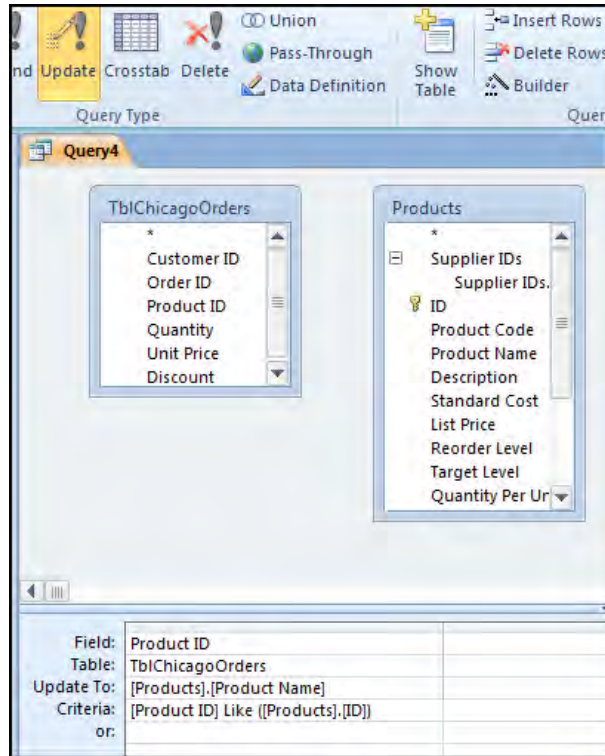 nd Update Crosstab Delete
Union
Pass-Through
Data Definition
Show
Table
Insert Rows
Delete Rows
Builder
Query Type
Quer
Query4
TblChicagoOrders
*
Customer ID
Order ID
Product ID
Quantity
Unit Price
Discount
Products
*
Supplier IDs
Supplier IDs.
ID
Product Code
Product Name
Description
Standard Cost
List Price
Reorder Level
Target Level
Quantity Per Ur
Field: Product ID
Table: TblChicagoOrders
Update To: [Products].[Product Name]
Criteria: [Product ID] Like ([Products].[ID])
or: